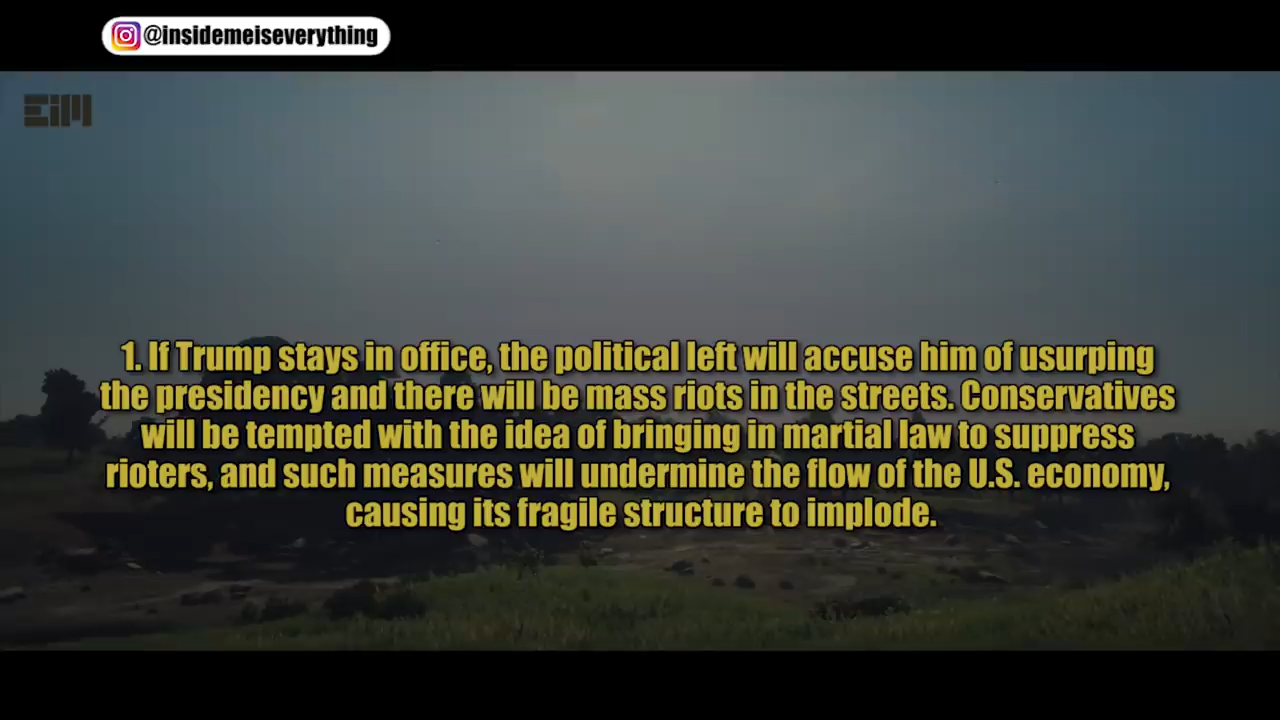 @insidemeiseverything
EIM
1. If Trump stays in office, the political left will accuse him of usurping
the presidency and there will be mass riots in the streets. Conservatives
will be tempted with the idea of bringing in martial law to suppress
rioters, and such measures will undermine the flow of the U.S. economy,
causing its fragile structure to implode.